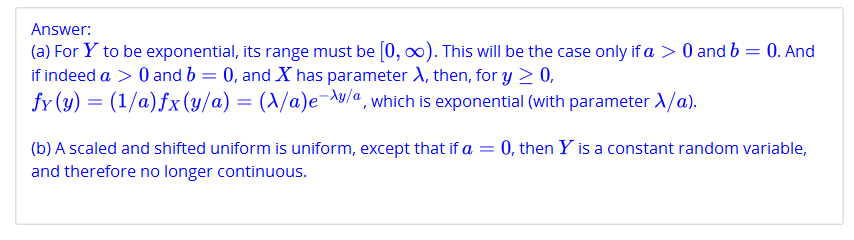 Answer:
(a) For Y to be exponential, its range must be [0, ∞). This will be the case only if a > 0 and b = 0. And
if indeed a > 0 and b = 0, and X has parameter λ, then, for y ≥ 0,
f_Y(y) = (1/a)f_X(y/a) = (λ/a)e^{−λy/a}, which is exponential (with parameter λ/a).
(b) A scaled and shifted uniform is uniform, except that if a = 0, then Y is a constant random variable,
and therefore no longer continuous.